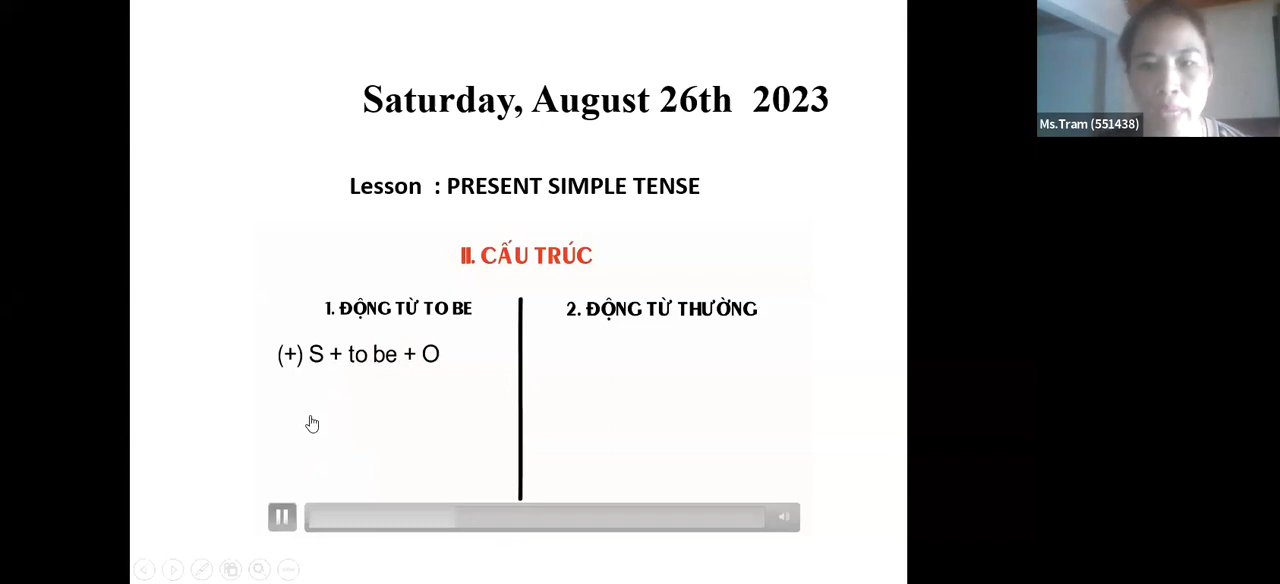 Saturday, August 26th 2023
Ms.Tram (551438)
Lesson : PRESENT SIMPLE TENSE
II. CẤU TRÚC
1. ĐỘNG TỪ TO BE
2. ĐỘNG TỪ THƯỜNG
(+) S + to be + O